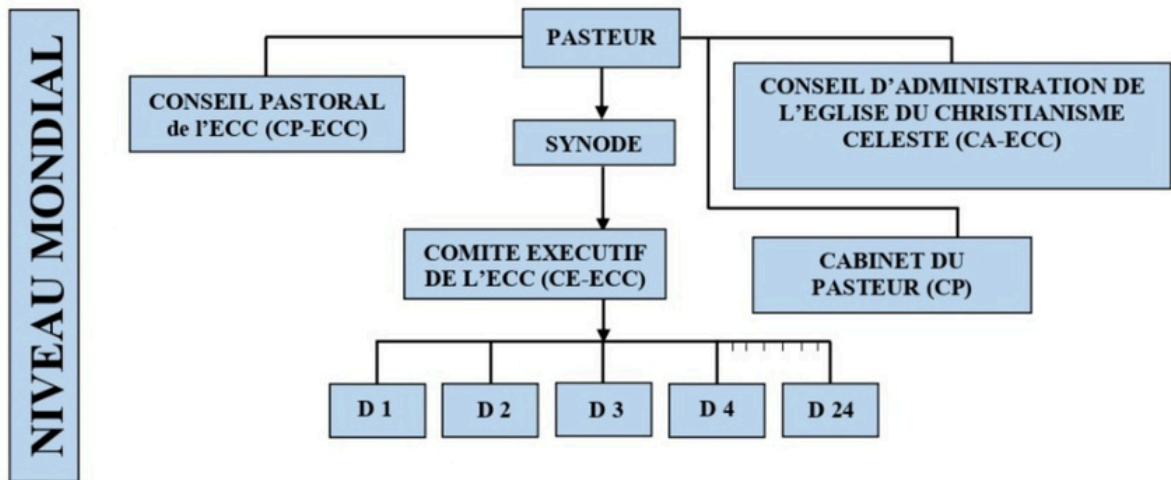 NIVEAU MONDIAL
PASTEUR
CONSEIL PASTORAL
de l'ECC (CP-ECC)
CONSEIL D'ADMINISTRATION DE
L'EGLISE DU CHRISTIANISME
CELESTE (CA-ECC)
SYNODE
COMITE EXECUTIF
DE L'ECC (CE-ECC)
CABINET DU
PASTEUR (CP)
D 1
D 2
D 3
D 4
D 24